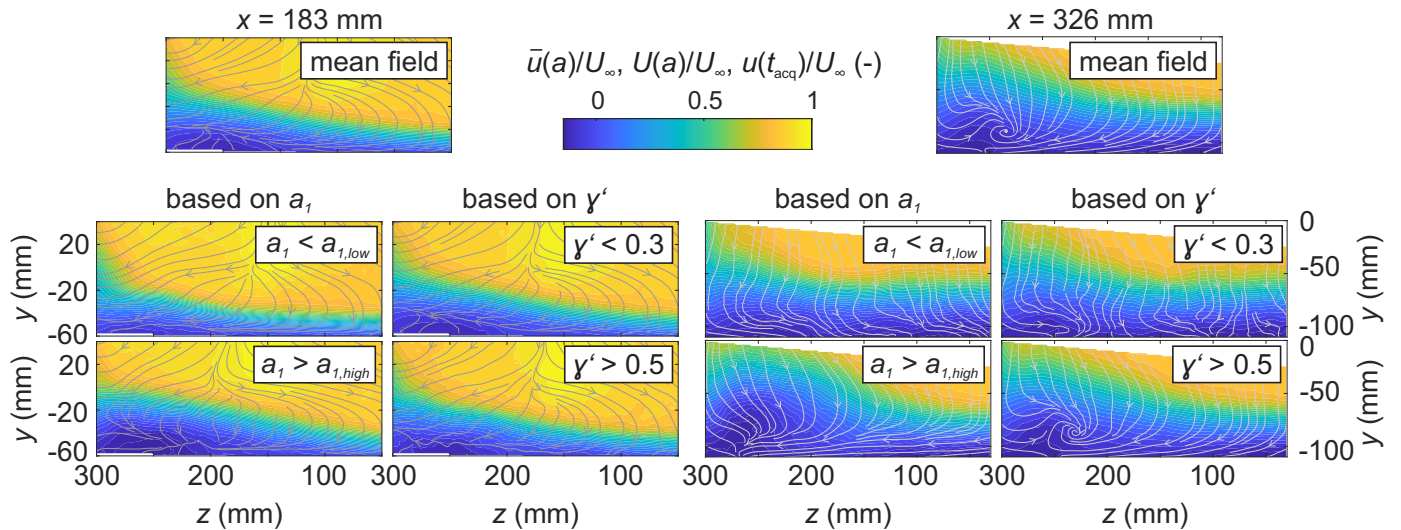 x = 183 mm
x = 326 mm
mean field
ū(a)/U∞, U(a)/U∞, u(t_acq)/U∞ (-)
mean field
0 0.5 1
based on a₁
based on ɣ‘
based on a₁
based on ɣ‘
a₁ < a₁,low
ɣ‘ < 0.3
a₁ < a₁,low
ɣ‘ < 0.3
20
-20
-60
y (mm)
0
-50
-100
y (mm)
a₁ > a₁,high
ɣ‘ > 0.5
a₁ > a₁,high
ɣ‘ > 0.5
20
-20
-60
y (mm)
0
-50
-100
y (mm)
300 200 100 300 200 100 300 200 100 300 200 100
z (mm)
z (mm)
z (mm)
z (mm)